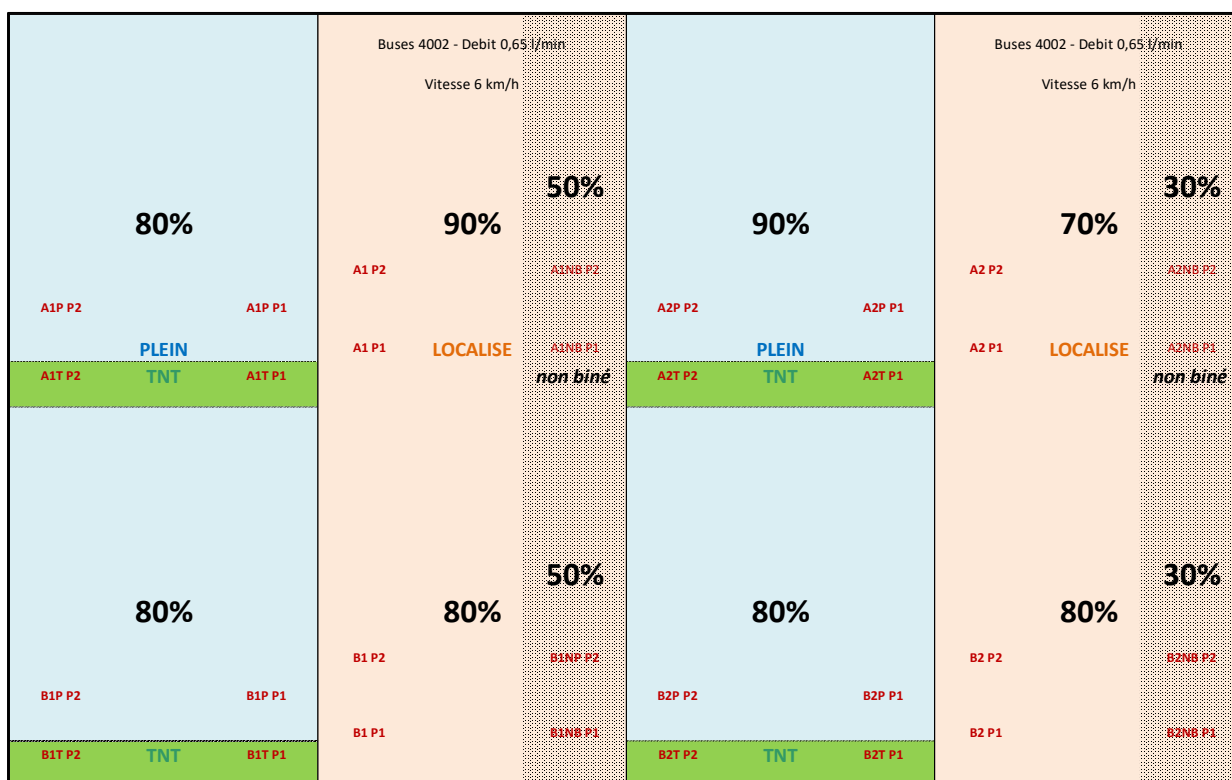 Buses 4002 - Debit 0,65 l/min
Buses 4002 - Debit 0,65 l/min
Vitesse 6 km/h
Vitesse 6 km/h
50%
30%
80%
90%
90%
70%
A1 P2
A1NB P2
A2 P2
A2NB P2
A1P P2
A1P P1
A2P P2
A2P P1
PLEIN
A1 P1
LOCALISE
A1NB P1
PLEIN
A2 P1
LOCALISE
A2NB P1
A1T P2
TNT
A1T P1
non biné
A2T P2
TNT
A2T P1
non biné
50%
30%
80%
80%
80%
80%
B1 P2
B1NP P2
B2 P2
B2NB P2
B1P P2
B1P P1
B2P P2
B2P P1
B1 P1
B1NB P1
B2 P1
B2NB P1
B1T P2
TNT
B1T P1
B2T P2
TNT
B2T P1